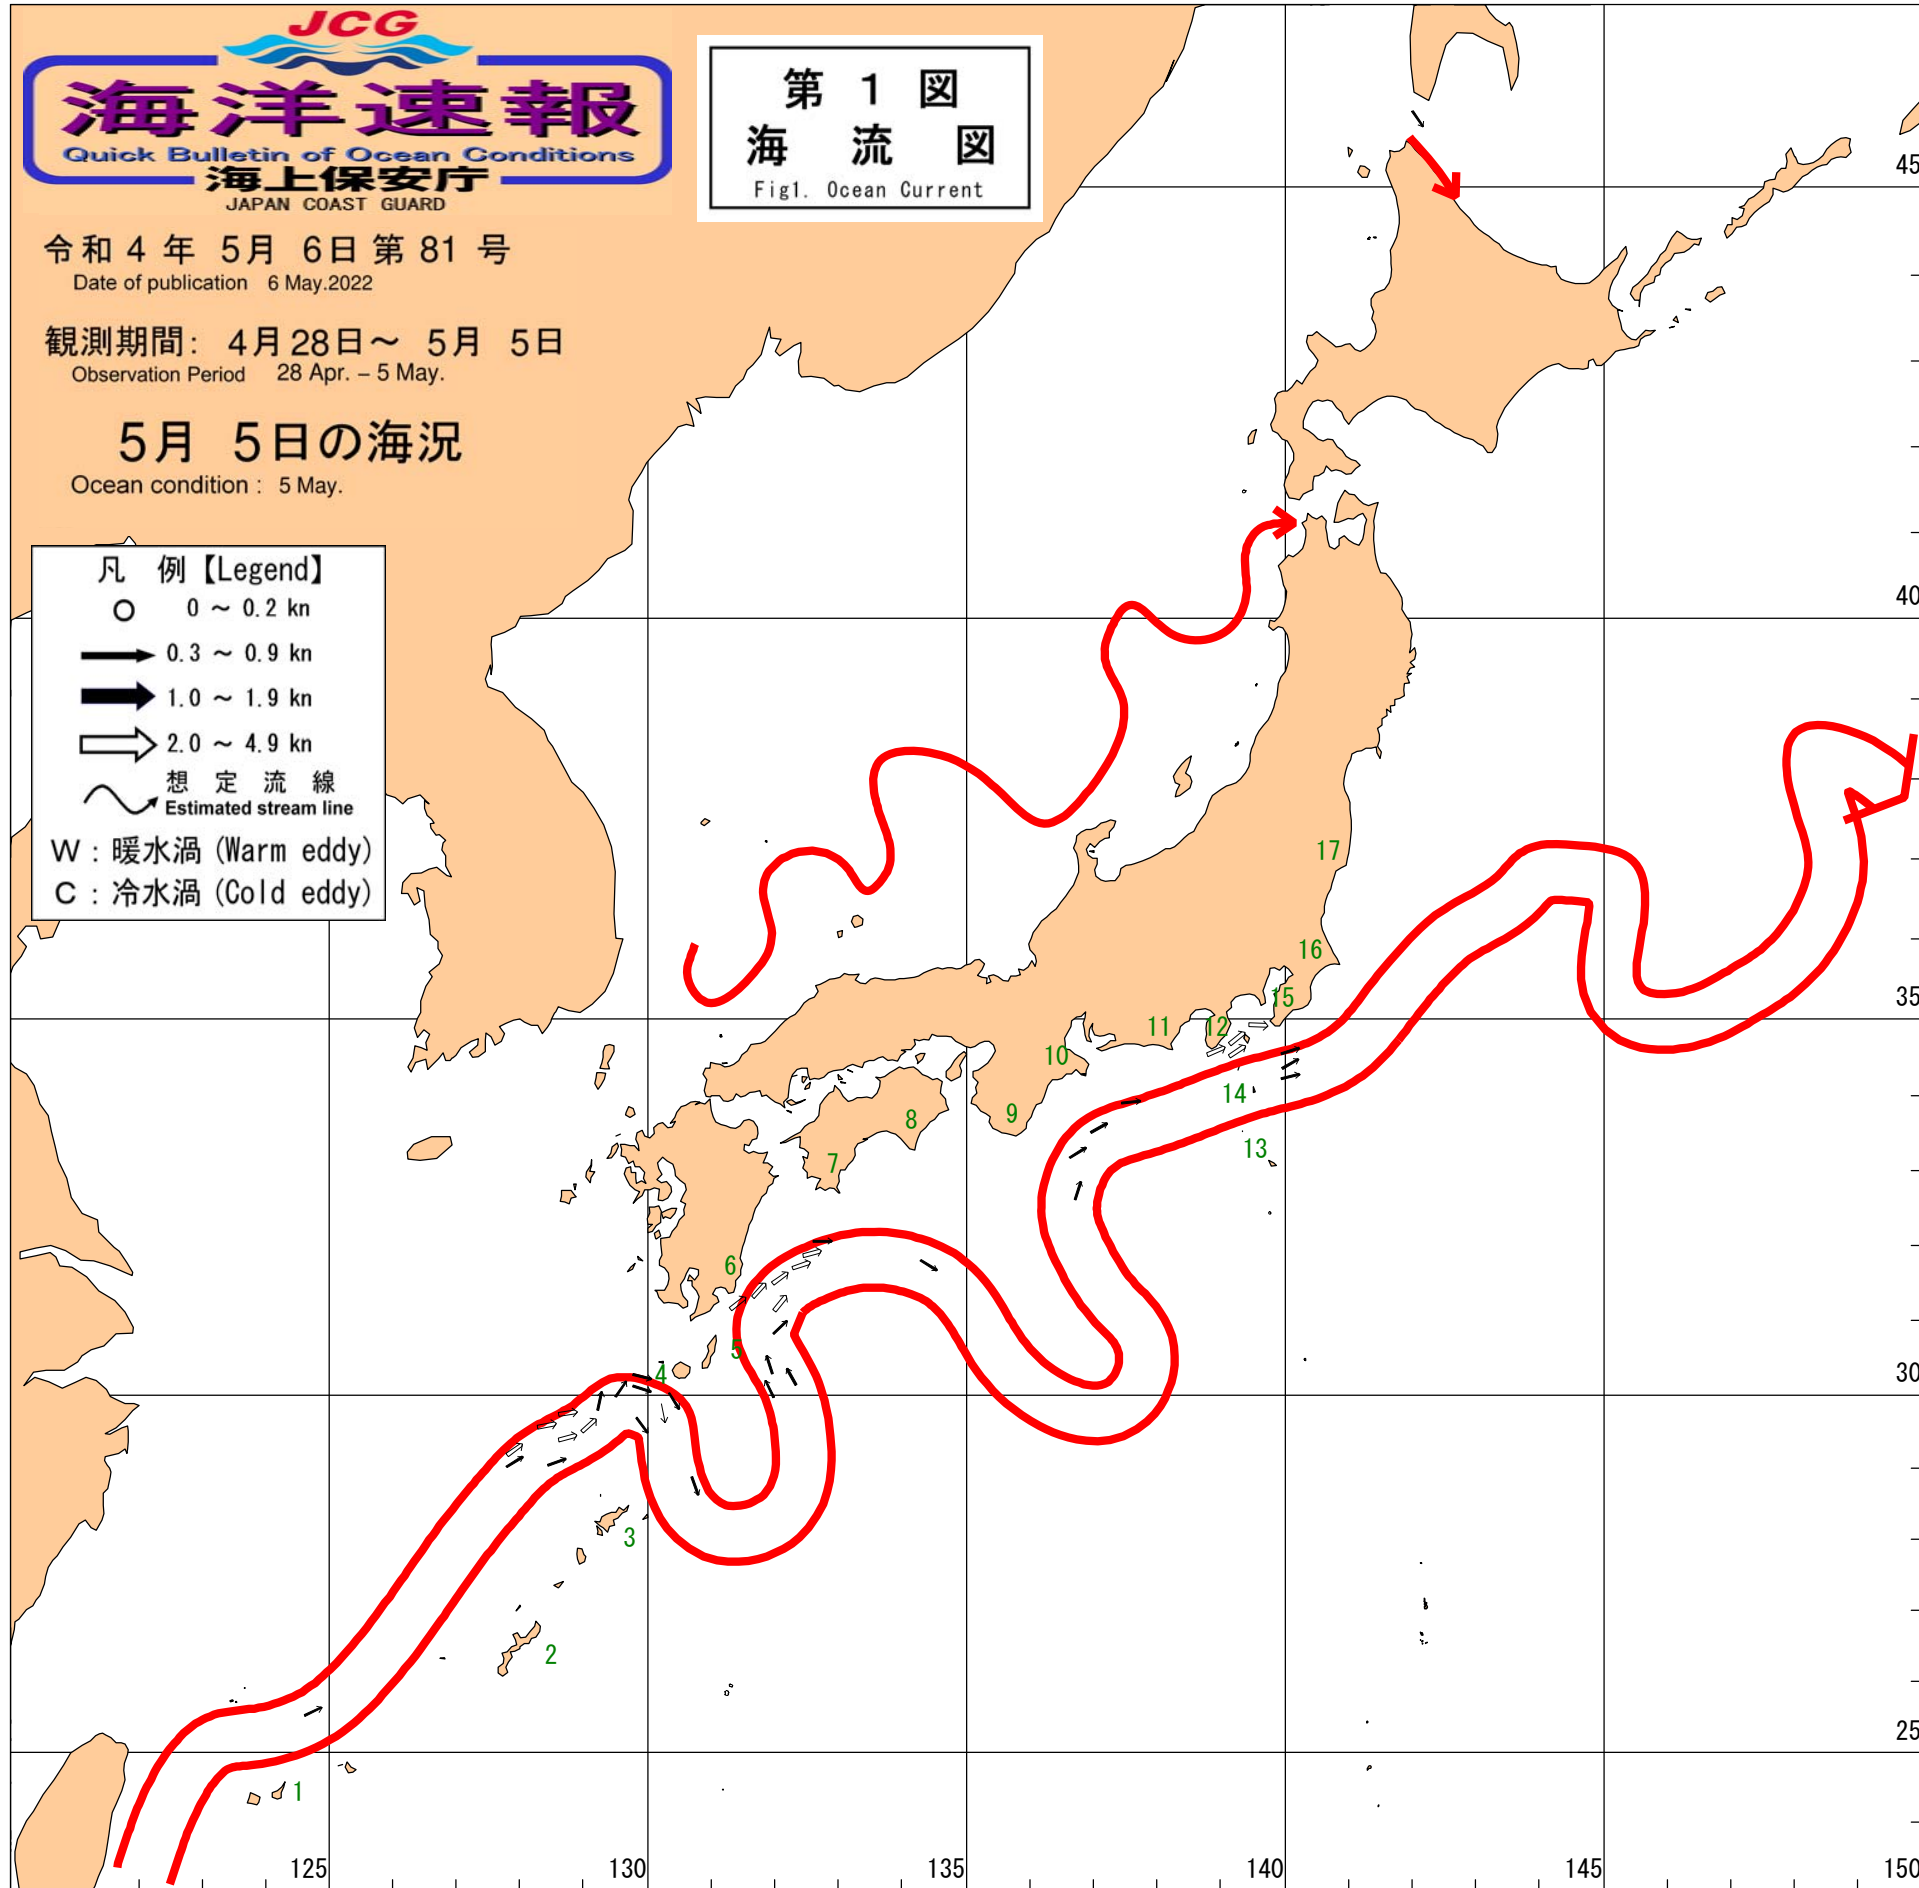 JCG
海洋速報
Quick Bulletin of Ocean Conditions
海上保安庁
JAPAN COAST GUARD
第 1 図
海 流 図
Fig1. Ocean Current
令和 4 年 5月 6日 第 81 号
Date of publication 6 May.2022
観測期間: 4月 28日～ 5月 5日
Observation Period 28 Apr. – 5 May.
5月 5日の海況
Ocean condition : 5 May.
凡 例【Legend】
0 ～ 0.2 kn
0.3 ～ 0.9 kn
1.0 ～ 1.9 kn
2.0 ～ 4.9 kn
想 定 流 線
Estimated stream line
W : 暖水渦 (Warm eddy)
C : 冷水渦 (Cold eddy)
45
40
35
30
25
17
16
15
12
11
10
14
9
8
13
7
6
5
4
3
2
1
125
130
135
140
145
150